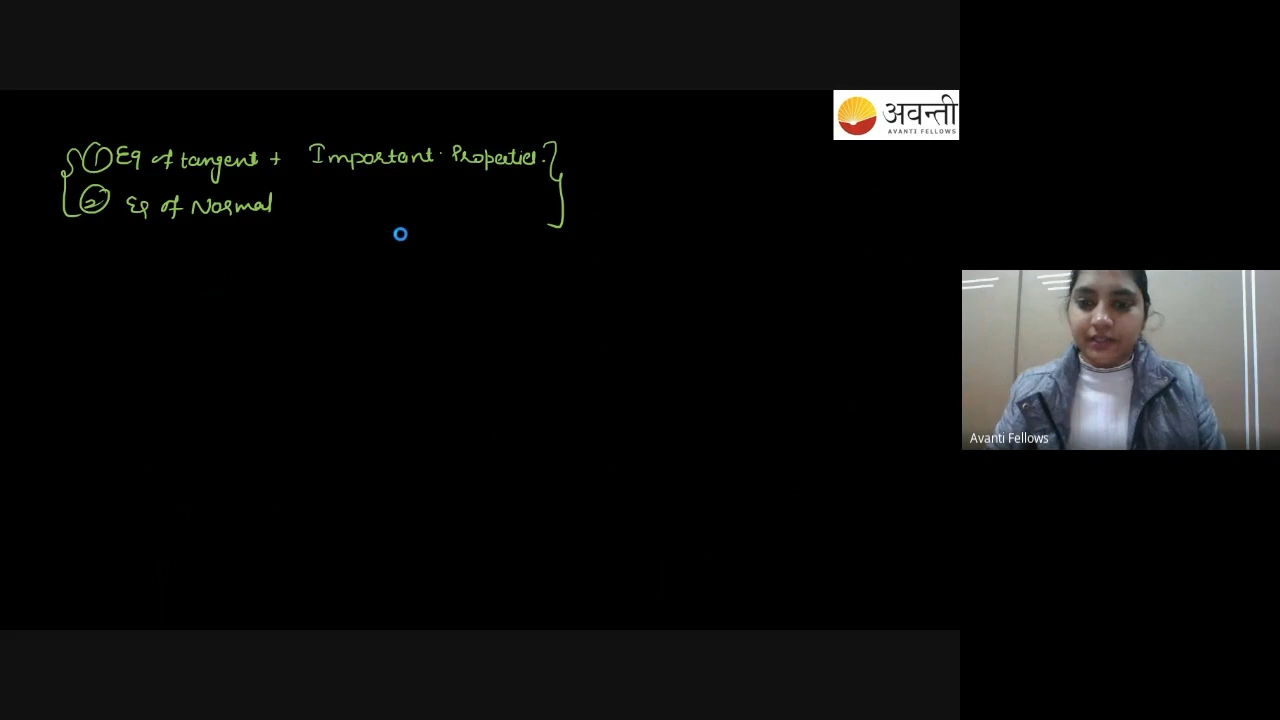 अवन्ती
AVANTI FELLOWS
① Eq of tangent + Important Properties.
② Eq of Normal
Avanti Fellows